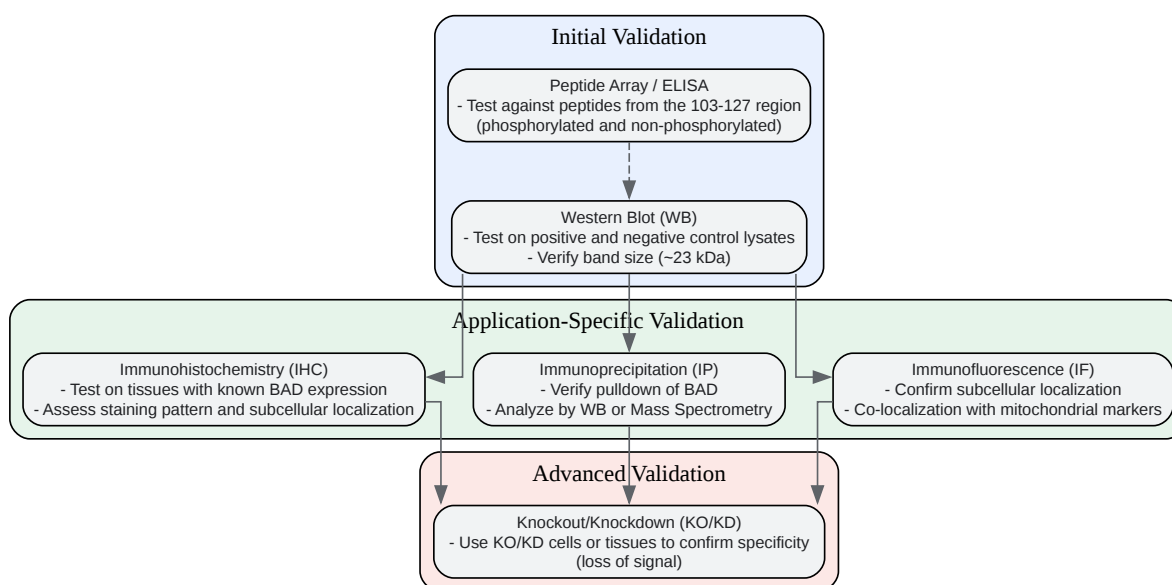 Initial Validation
Peptide Array / ELISA
- Test against peptides from the 103-127 region
(phosphorylated and non-phosphorylated)
Western Blot (WB)
- Test on positive and negative control lysates
- Verify band size (~23 kDa)
Application-Specific Validation
Immunohistochemistry (IHC)
- Test on tissues with known BAD expression
- Assess staining pattern and subcellular localization
Immunoprecipitation (IP)
- Verify pulldown of BAD
- Analyze by WB or Mass Spectrometry
Immunofluorescence (IF)
- Confirm subcellular localization
- Co-localization with mitochondrial markers
Advanced Validation
Knockout/Knockdown (KO/KD)
- Use KO/KD cells or tissues to confirm specificity
(loss of signal)